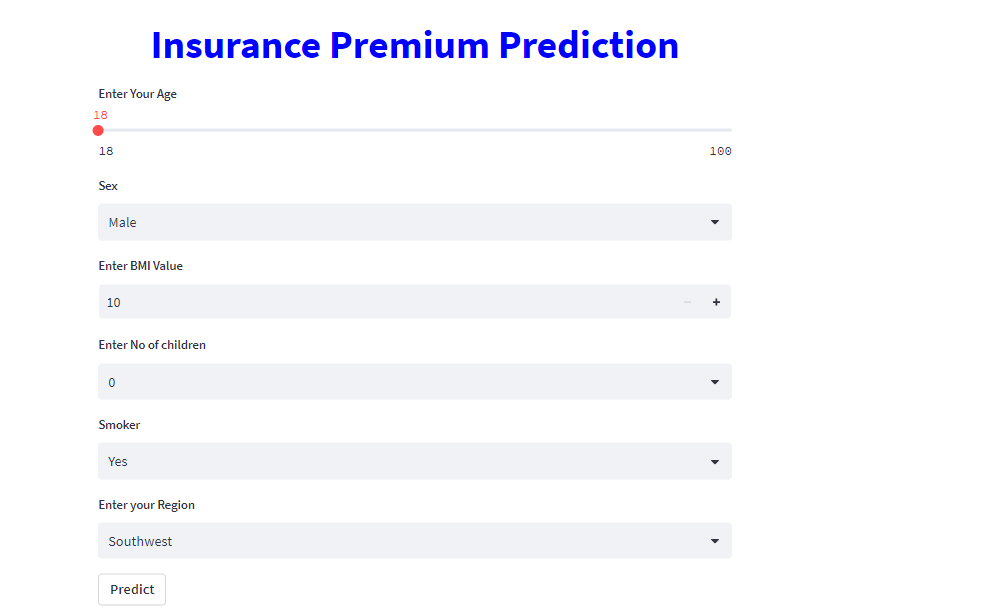 Insurance Premium Prediction
Enter Your Age
18
18 100
Sex
Male
Enter BMI Value
10
Enter No of children
0
Smoker
Yes
Enter your Region
Southwest
Predict